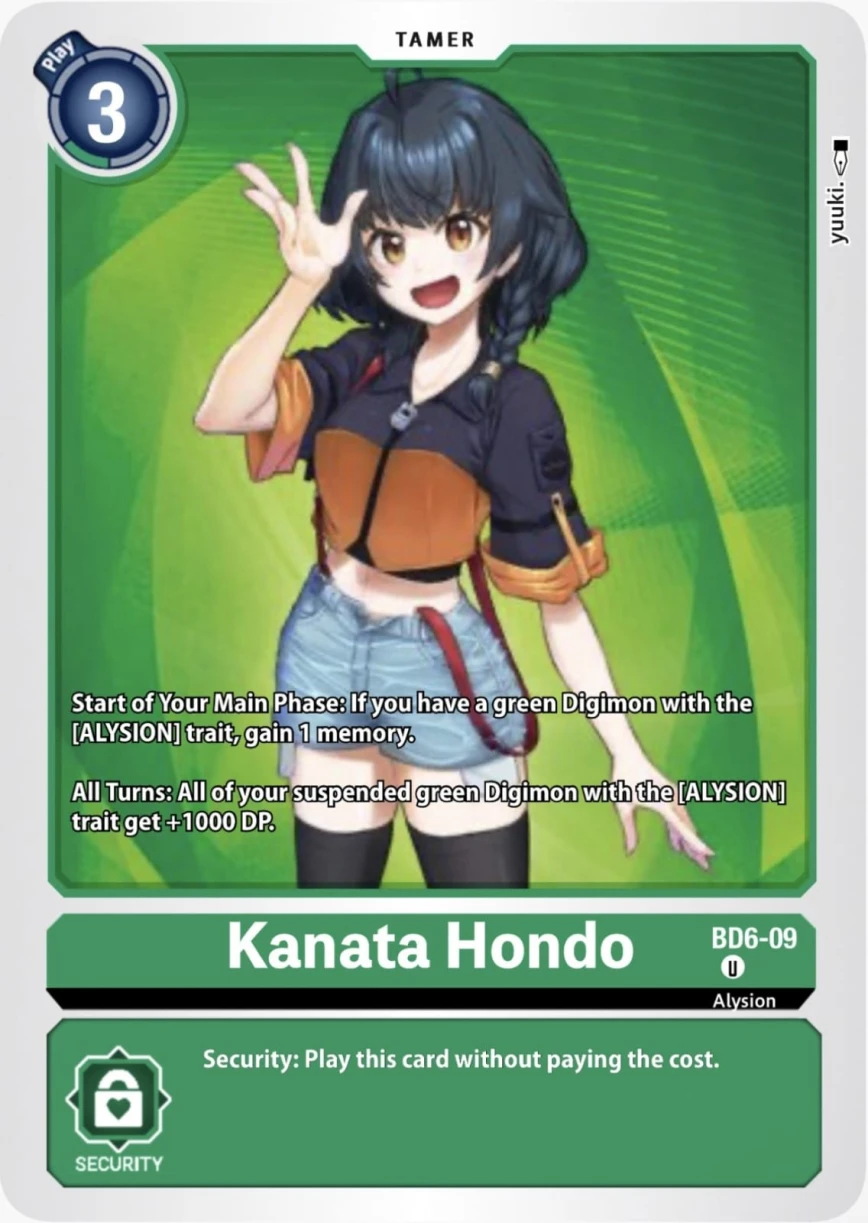 TAMER
Play
3
yuuki.
Start of Your Main Phase: If you have a green Digimon with the
[ALYSION] trait, gain 1 memory.
All Turns: All of your suspended green Digimon with the [ALYSION]
trait get +1000 DP.
Kanata Hondo
BD6-09
U
Alysion
Security: Play this card without paying the cost.
SECURITY